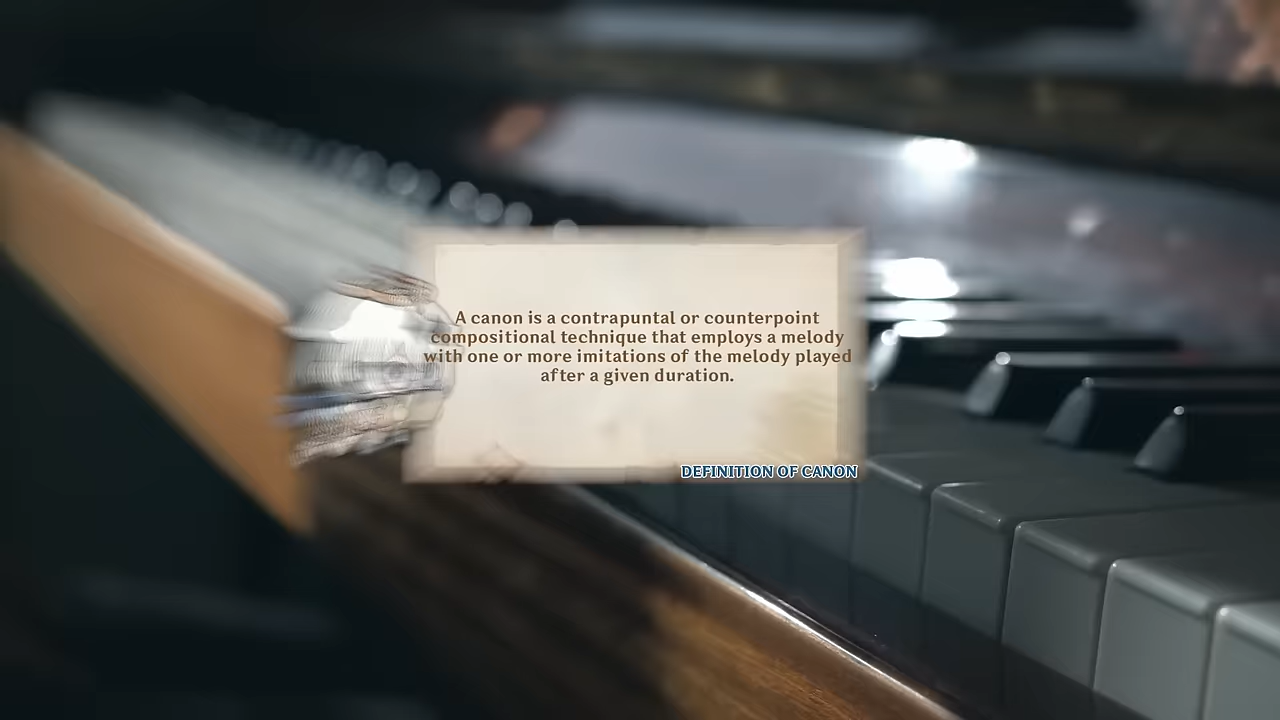 A canon is a contrapuntal or counterpoint
compositional technique that employs a melody
with one or more imitations of the melody played
after a given duration.
DEFINITION OF CANON